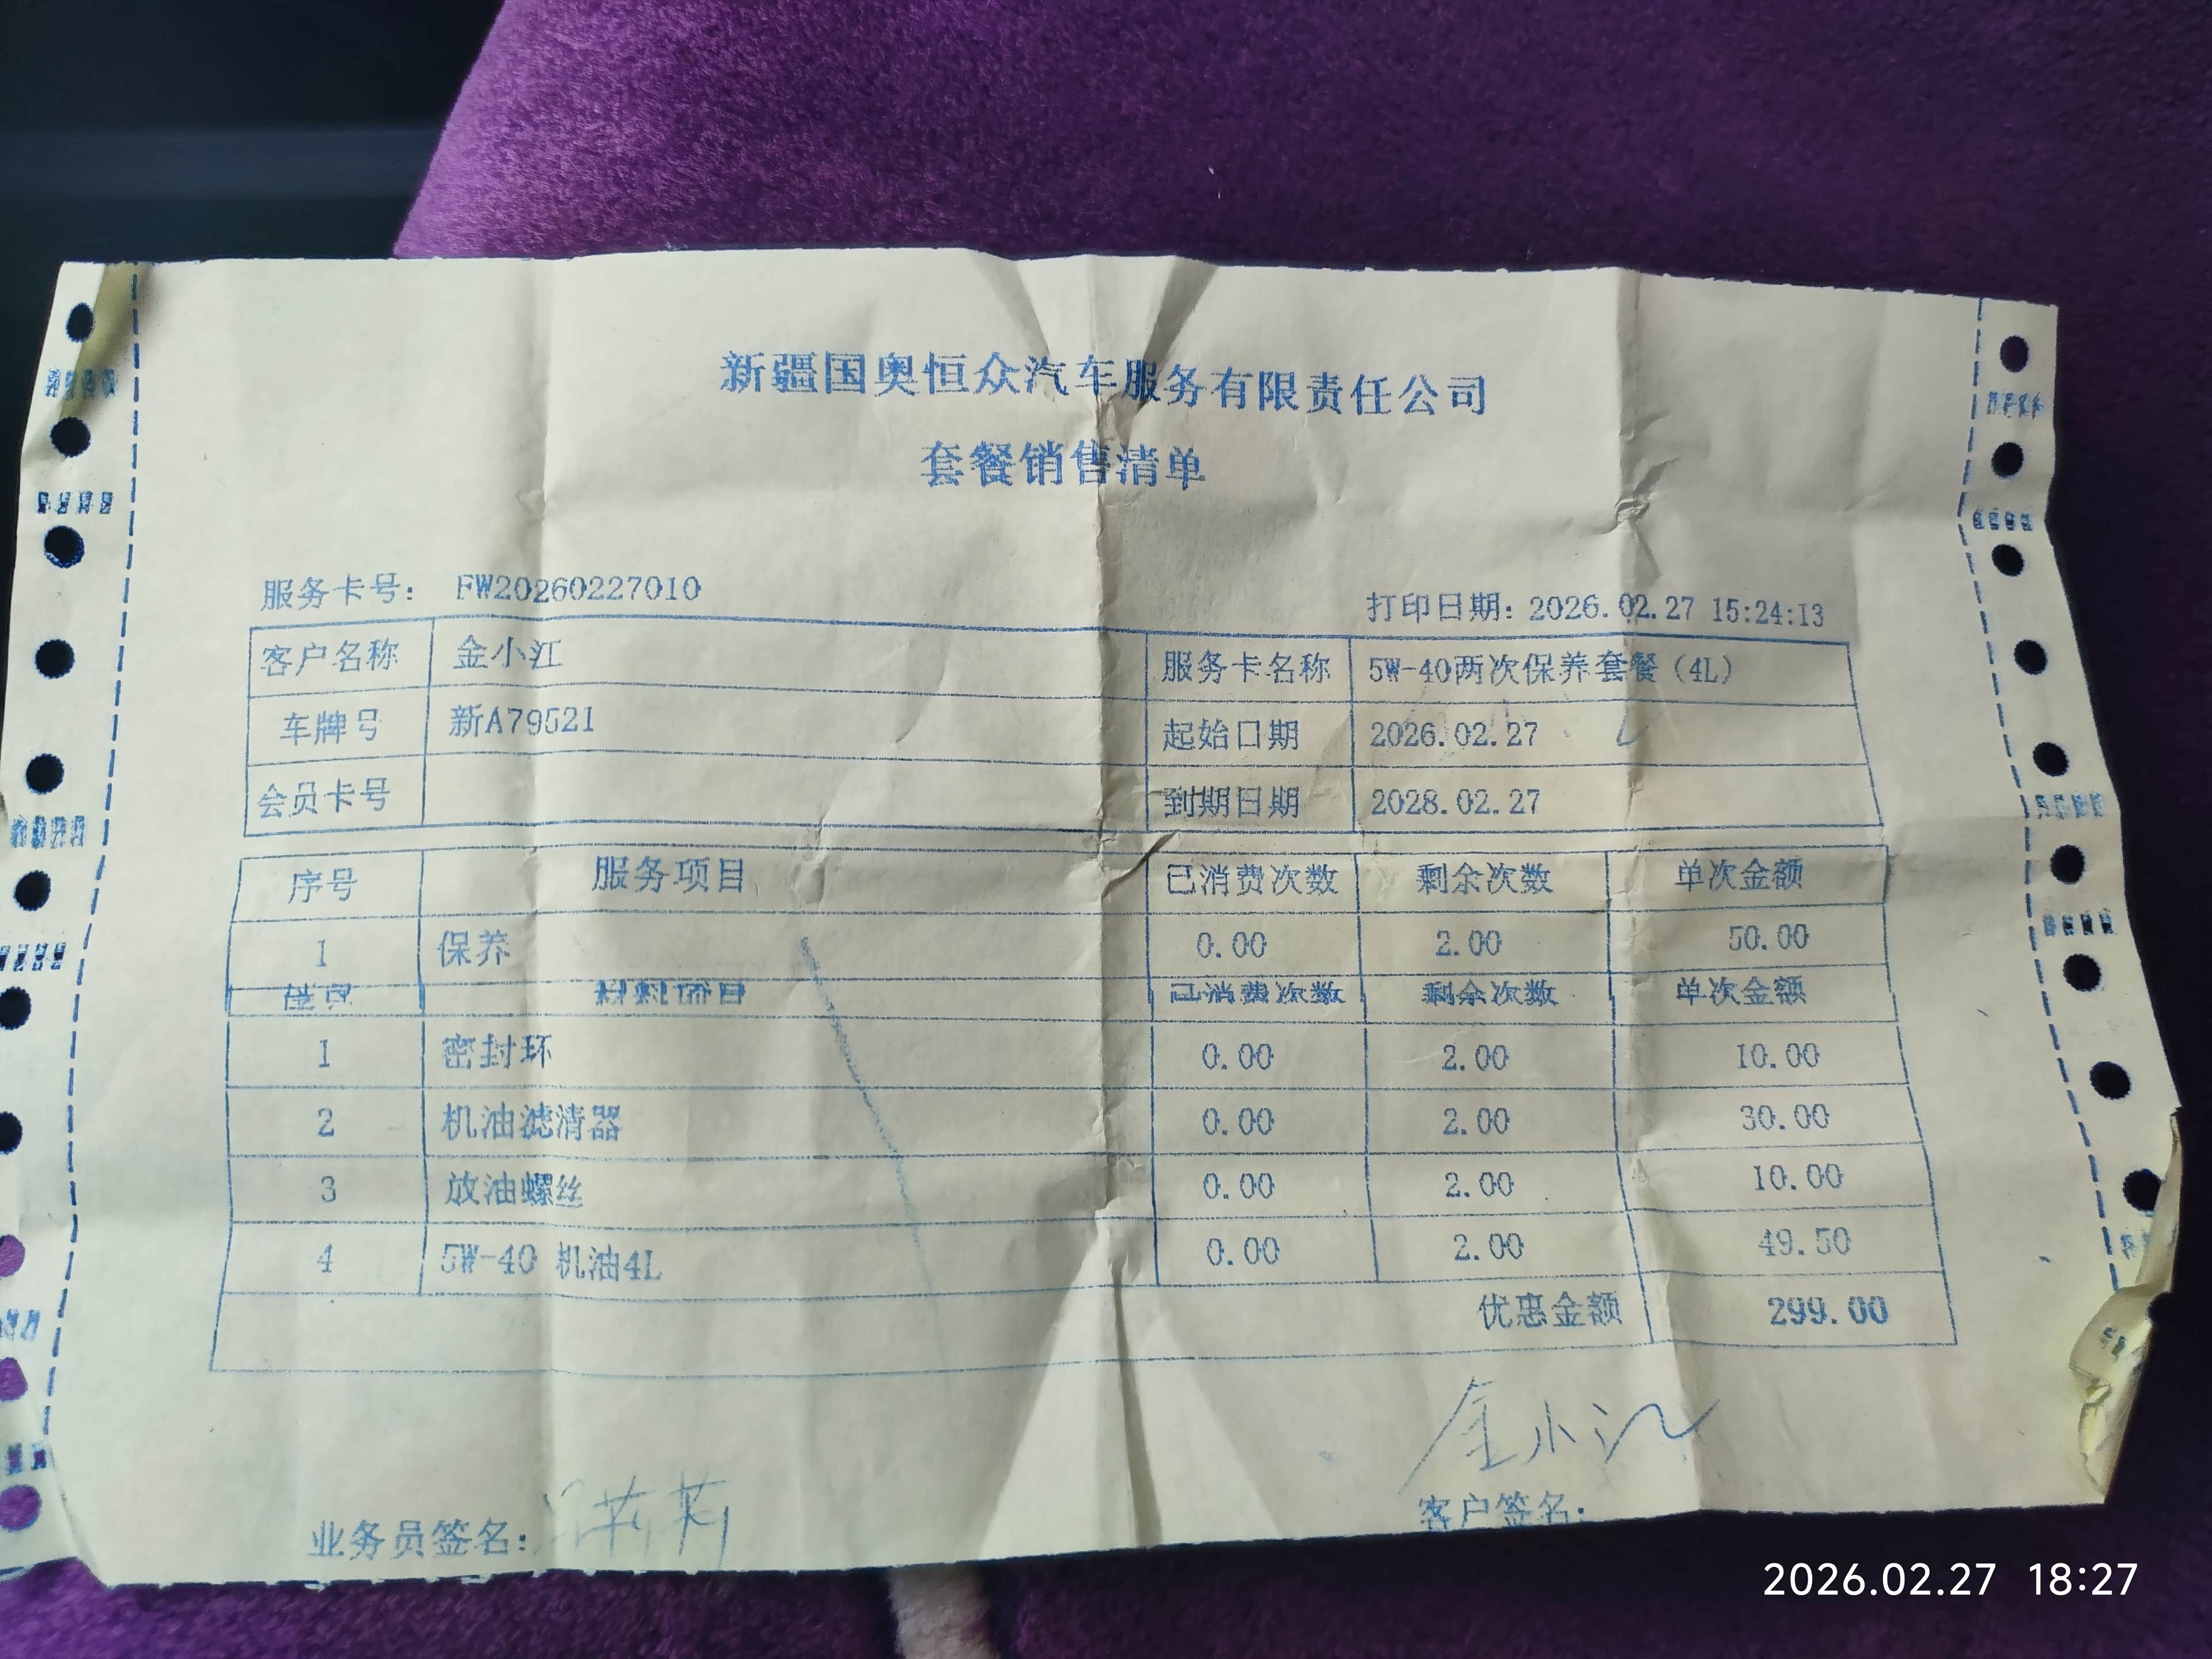 新疆国奥恒众汽车服务有限责任公司
套餐销售清单
服务卡号： FW20260227010
打印日期：2026.02.27 15:24:13
客户名称 金小江 服务卡名称 5W-40两次保养套餐（4L）
车牌号 新A79521 起始日期 2026.02.27
会员卡号 到期日期 2028.02.27
序号 服务项目 已消费次数 剩余次数 单次金额
1 保养 0.00 2.00 50.00
序号 材料项目 已消费次数 剩余次数 单次金额
1 密封环 0.00 2.00 10.00
2 机油滤清器 0.00 2.00 30.00
3 放油螺丝 0.00 2.00 10.00
4 5W-40 机油4L 0.00 2.00 49.50
优惠金额 299.00
金小江
业务员签名： 莉莉
客户签名：
2026.02.27 18:27